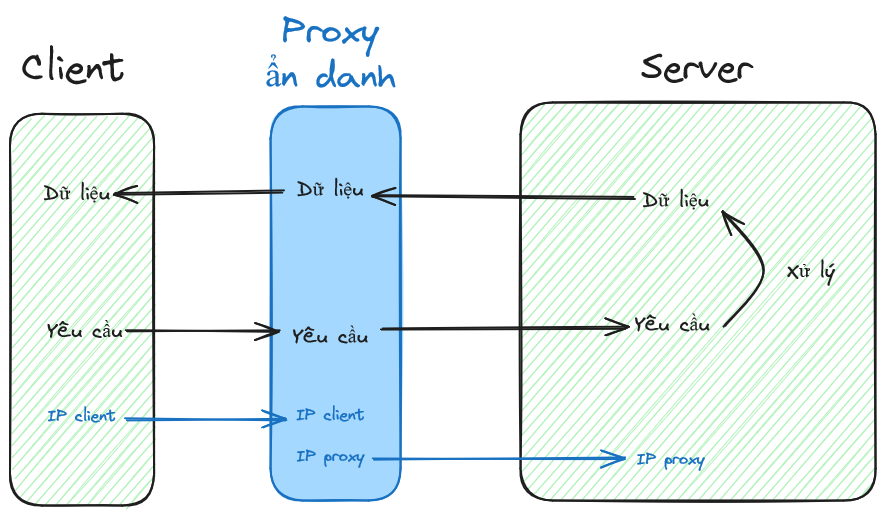 Client
Proxy
ẩn danh
Server
Dữ liệu
Dữ liệu
Dữ liệu
Xử lý
Yêu cầu
Yêu cầu
Yêu cầu
IP client
IP client
IP proxy
IP proxy